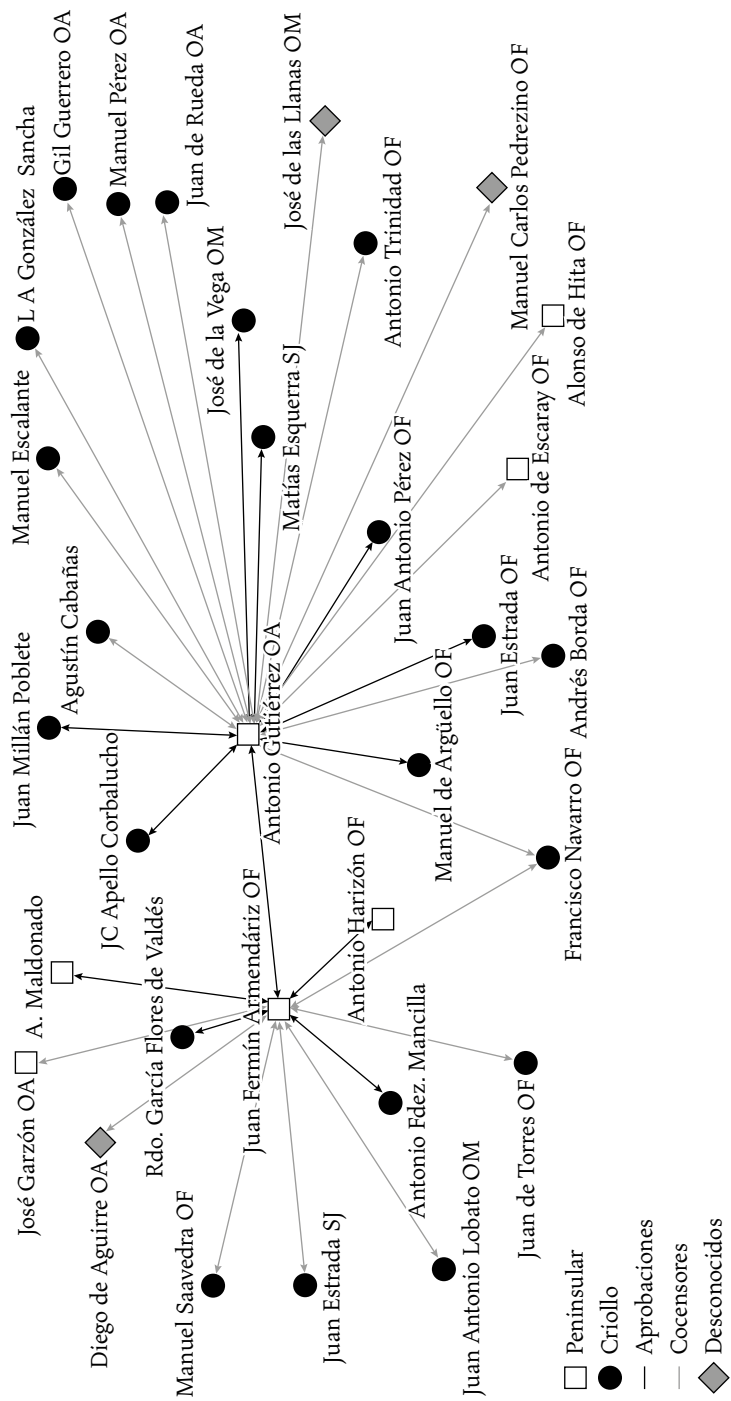 José Garzón OA
A. Maldonado
Juan Millán Poblete
Manuel Escalante
L A González Sancha
Gil Guerrero OA
Diego de Aguirre OA
JC Apello Corbalucho
Agustín Cabañas
Manuel Pérez OA
Rdo. García Flores de Valdés
Juan de Rueda OA
Manuel Saavedra OF
José de la Vega OM
Juan Fermín Armendáriz OF
Antonio Gutiérrez OA
Matías Esquerra SJ
José de las Llanas OM
Juan Estrada SJ
Antonio Harizón OF
Antonio Trinidad OF
Antonio Fdez. Mancilla
Manuel de Argüello OF
Juan Antonio Pérez OF
Juan Antonio Lobato OM
Juan Estrada OF
Manuel Carlos Pedrezino OF
Juan de Torres OF
Antonio de Escaray OF
Francisco Navarro OF
Andrés Borda OF
Alonso de Hita OF
Peninsular
Criollo
Aprobaciones
Cocensores
Desconocidos